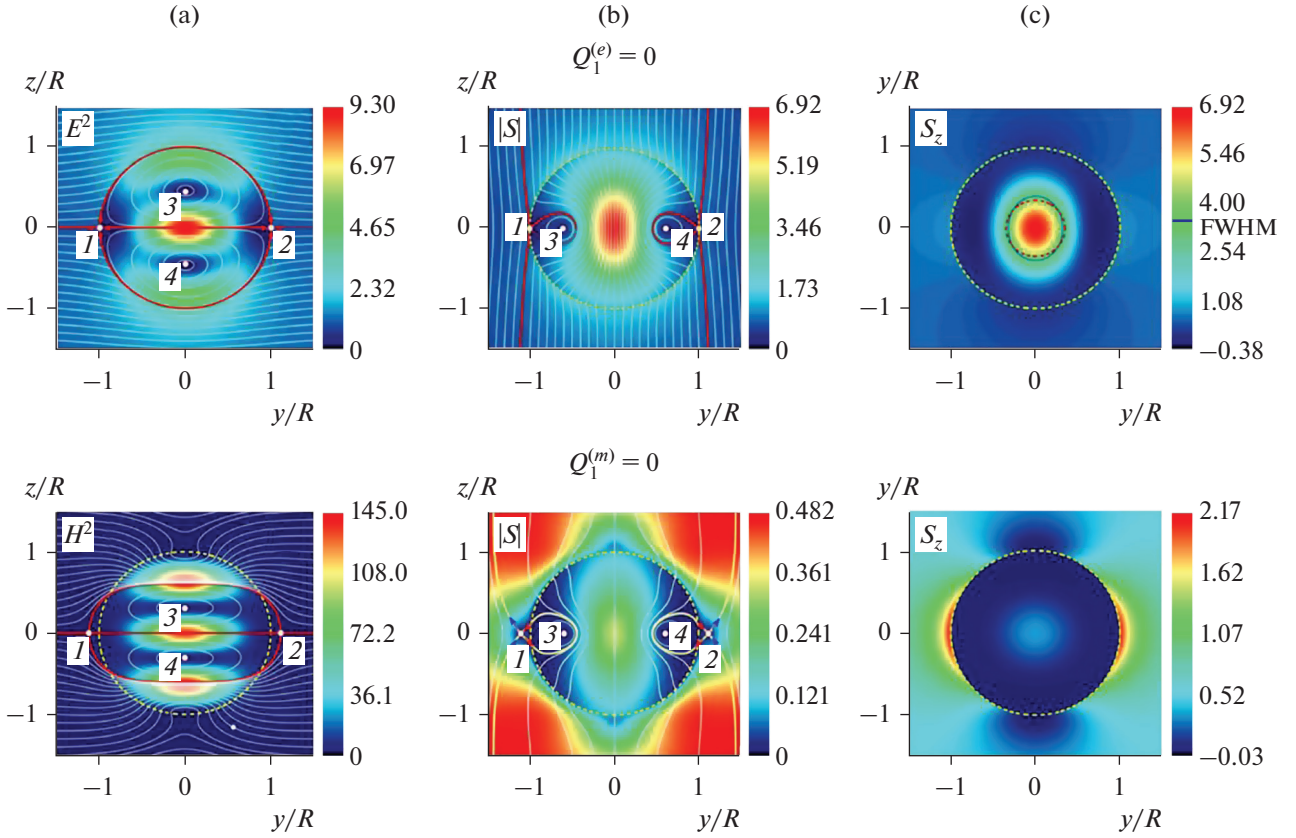 (a) (b) (c)
Q₁⁽ᵉ⁾ = 0
z/R z/R y/R
E² 9.30 |S| 6.92 S_z 6.92
1 1 1
6.97 5.19 5.46
3 4.00
0 4.65 0 3.46 0 FWHM
1 2 1 3 4 2 2.54
4
2.32 1.73 1.08
−1 −1 −1
0 0 −0.38
−1 0 1 −1 0 1 −1 0 1
y/R y/R y/R
Q₁⁽ᵐ⁾ = 0
z/R z/R y/R
H² 145.0 |S| 0.482 S_z 2.17
1 1 1
108.0 0.361 1.62
3
0 72.2 0 3 4 0.241 0 1.07
1 4 2 1 2
36.1 0.121 0.52
−1 −1 −1
0 0 −0.03
−1 0 1 −1 0 1 −1 0 1
y/R y/R y/R